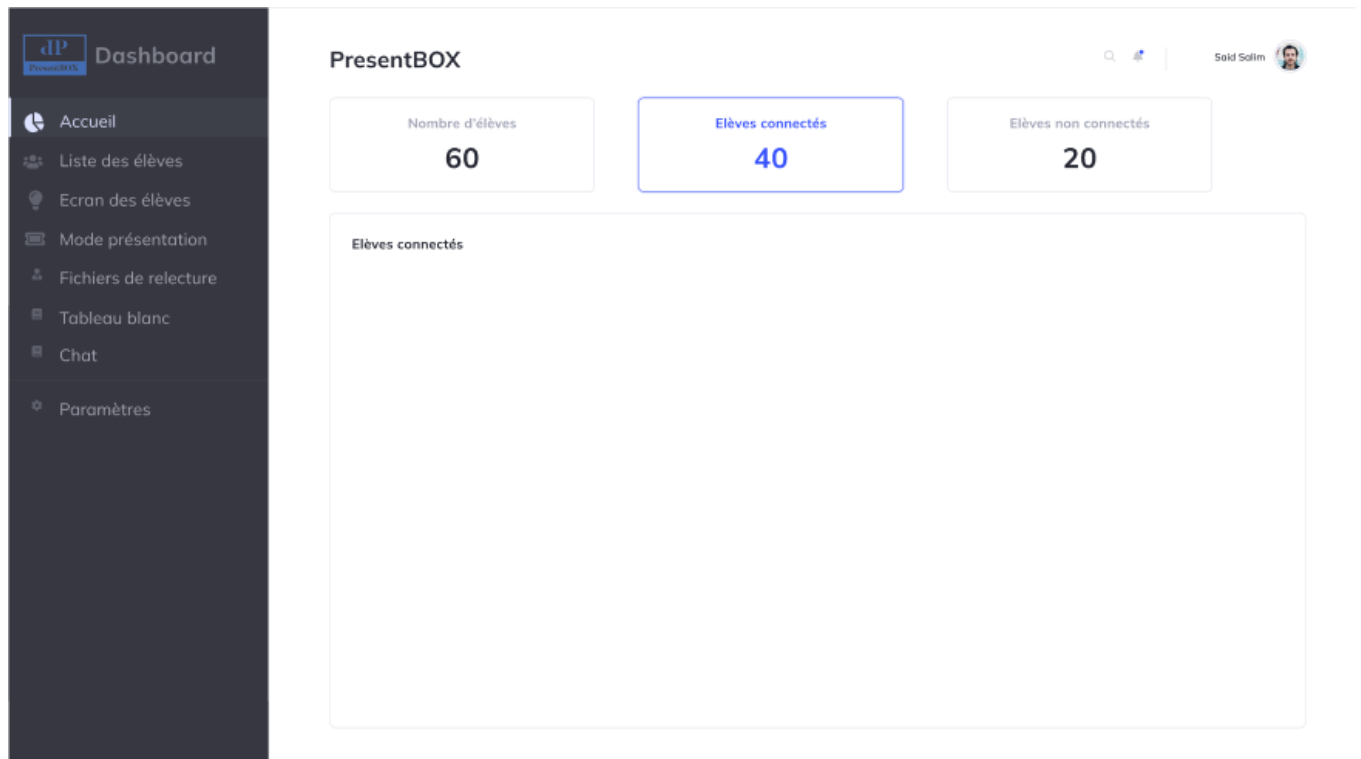 dP
PresentBOX
Dashboard
Accueil
Liste des élèves
Ecran des élèves
Mode présentation
Fichiers de relecture
Tableau blanc
Chat
Paramètres
PresentBOX
Said Salim
Nombre d'élèves
60
Elèves connectés
40
Elèves non connectés
20
Elèves connectés